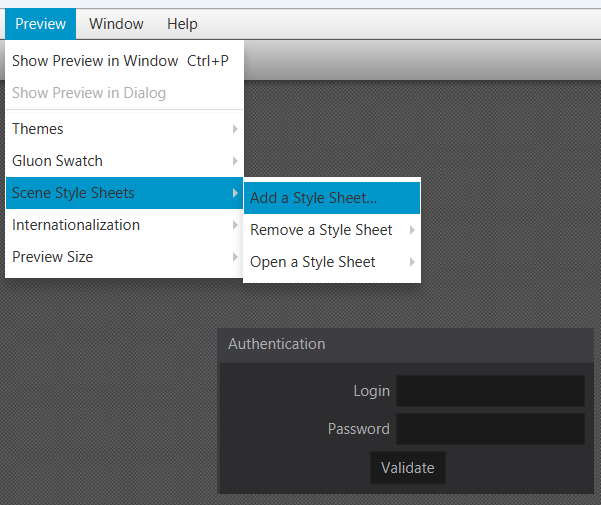 Preview Window Help
Show Preview in Window Ctrl+P
Show Preview in Dialog
Themes
Gluon Swatch
Scene Style Sheets
Internationalization
Preview Size
Add a Style Sheet...
Remove a Style Sheet
Open a Style Sheet
Authentication
Login
Password
Validate